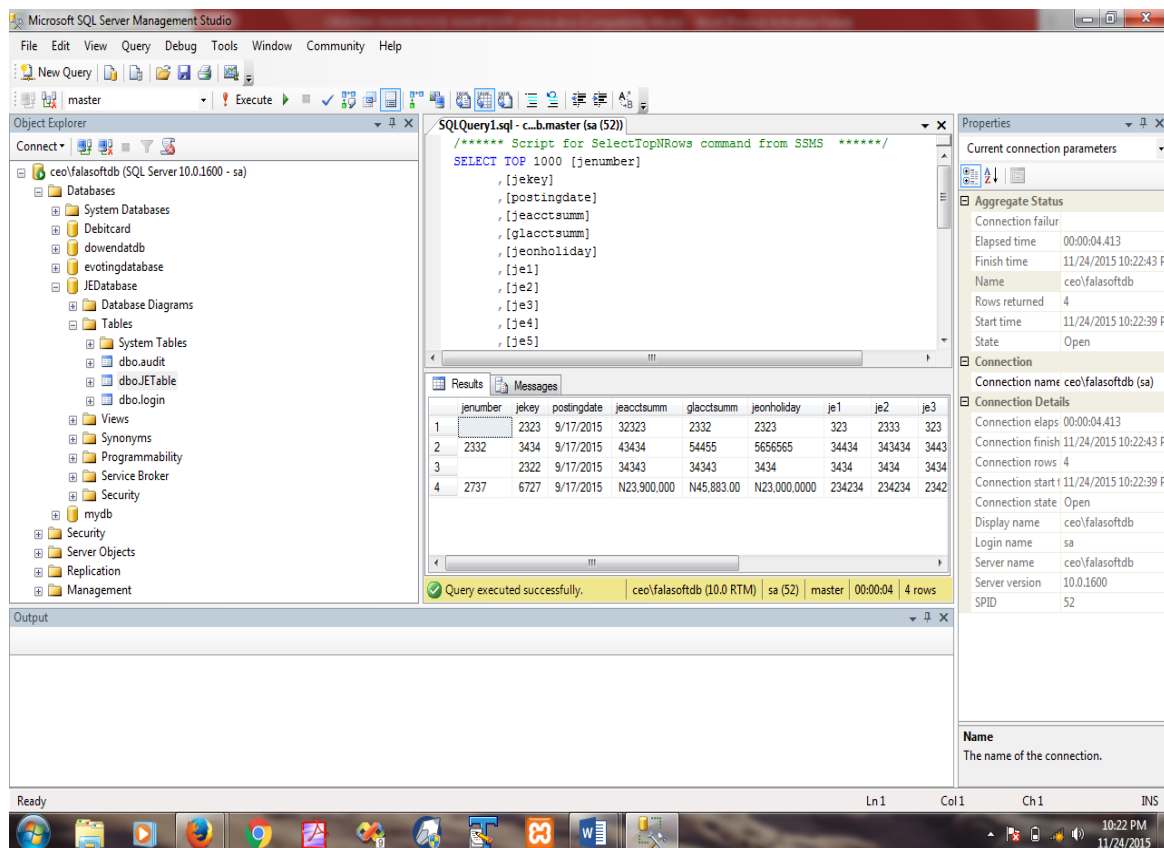 Microsoft SQL Server Management Studio
File Edit View Query Debug Tools Window Community Help
New Query
master Execute
Object Explorer
Connect
ceo\falasoftdb (SQL Server 10.0.1600 - sa)
Databases
System Databases
Debitcard
dowendatdb
evotingdatabase
JEDatabase
Database Diagrams
Tables
System Tables
dbo.audit
dbo.JETable
dbo.login
Views
Synonyms
Programmability
Service Broker
Security
mydb
Security
Server Objects
Replication
Management
SQLQuery1.sql - c...b.master (sa (52))
/****** Script for SelectTopNRows command from SSMS ******/
SELECT TOP 1000 [jenumber]
,[jekey]
,[postingdate]
,[jeacctsumm]
,[glacctsumm]
,[jeonholiday]
,[je1]
,[je2]
,[je3]
,[je4]
,[je5]
Results Messages
jenumber jekey postingdate jeacctsumm glacctsumm jeonholiday je1 je2 je3
1 2323 9/17/2015 32323 2332 2323 323 2333 323
2 2332 3434 9/17/2015 43434 54455 5656565 34434 343434 3443
3 2322 9/17/2015 34343 34343 3434 3434 3434 3434
4 2737 6727 9/17/2015 N23,900,000 N45,883.00 N23,000,0000 234234 234234 2342
Query executed successfully. ceo\falasoftdb (10.0 RTM) sa (52) master 00:00:04 4 rows
Properties
Current connection parameters
Aggregate Status
Connection failur
Elapsed time 00:00:04.413
Finish time 11/24/2015 10:22:43 P
Name ceo\falasoftdb
Rows returned 4
Start time 11/24/2015 10:22:39 P
State Open
Connection
Connection name ceo\falasoftdb (sa)
Connection Details
Connection elaps 00:00:04.413
Connection finish 11/24/2015 10:22:43 P
Connection rows 4
Connection start t 11/24/2015 10:22:39 P
Connection state Open
Display name ceo\falasoftdb
Login name sa
Server name ceo\falasoftdb
Server version 10.0.1600
SPID 52
Name
The name of the connection.
Output
Ready Ln 1 Col 1 Ch 1 INS
10:22 PM
11/24/2015